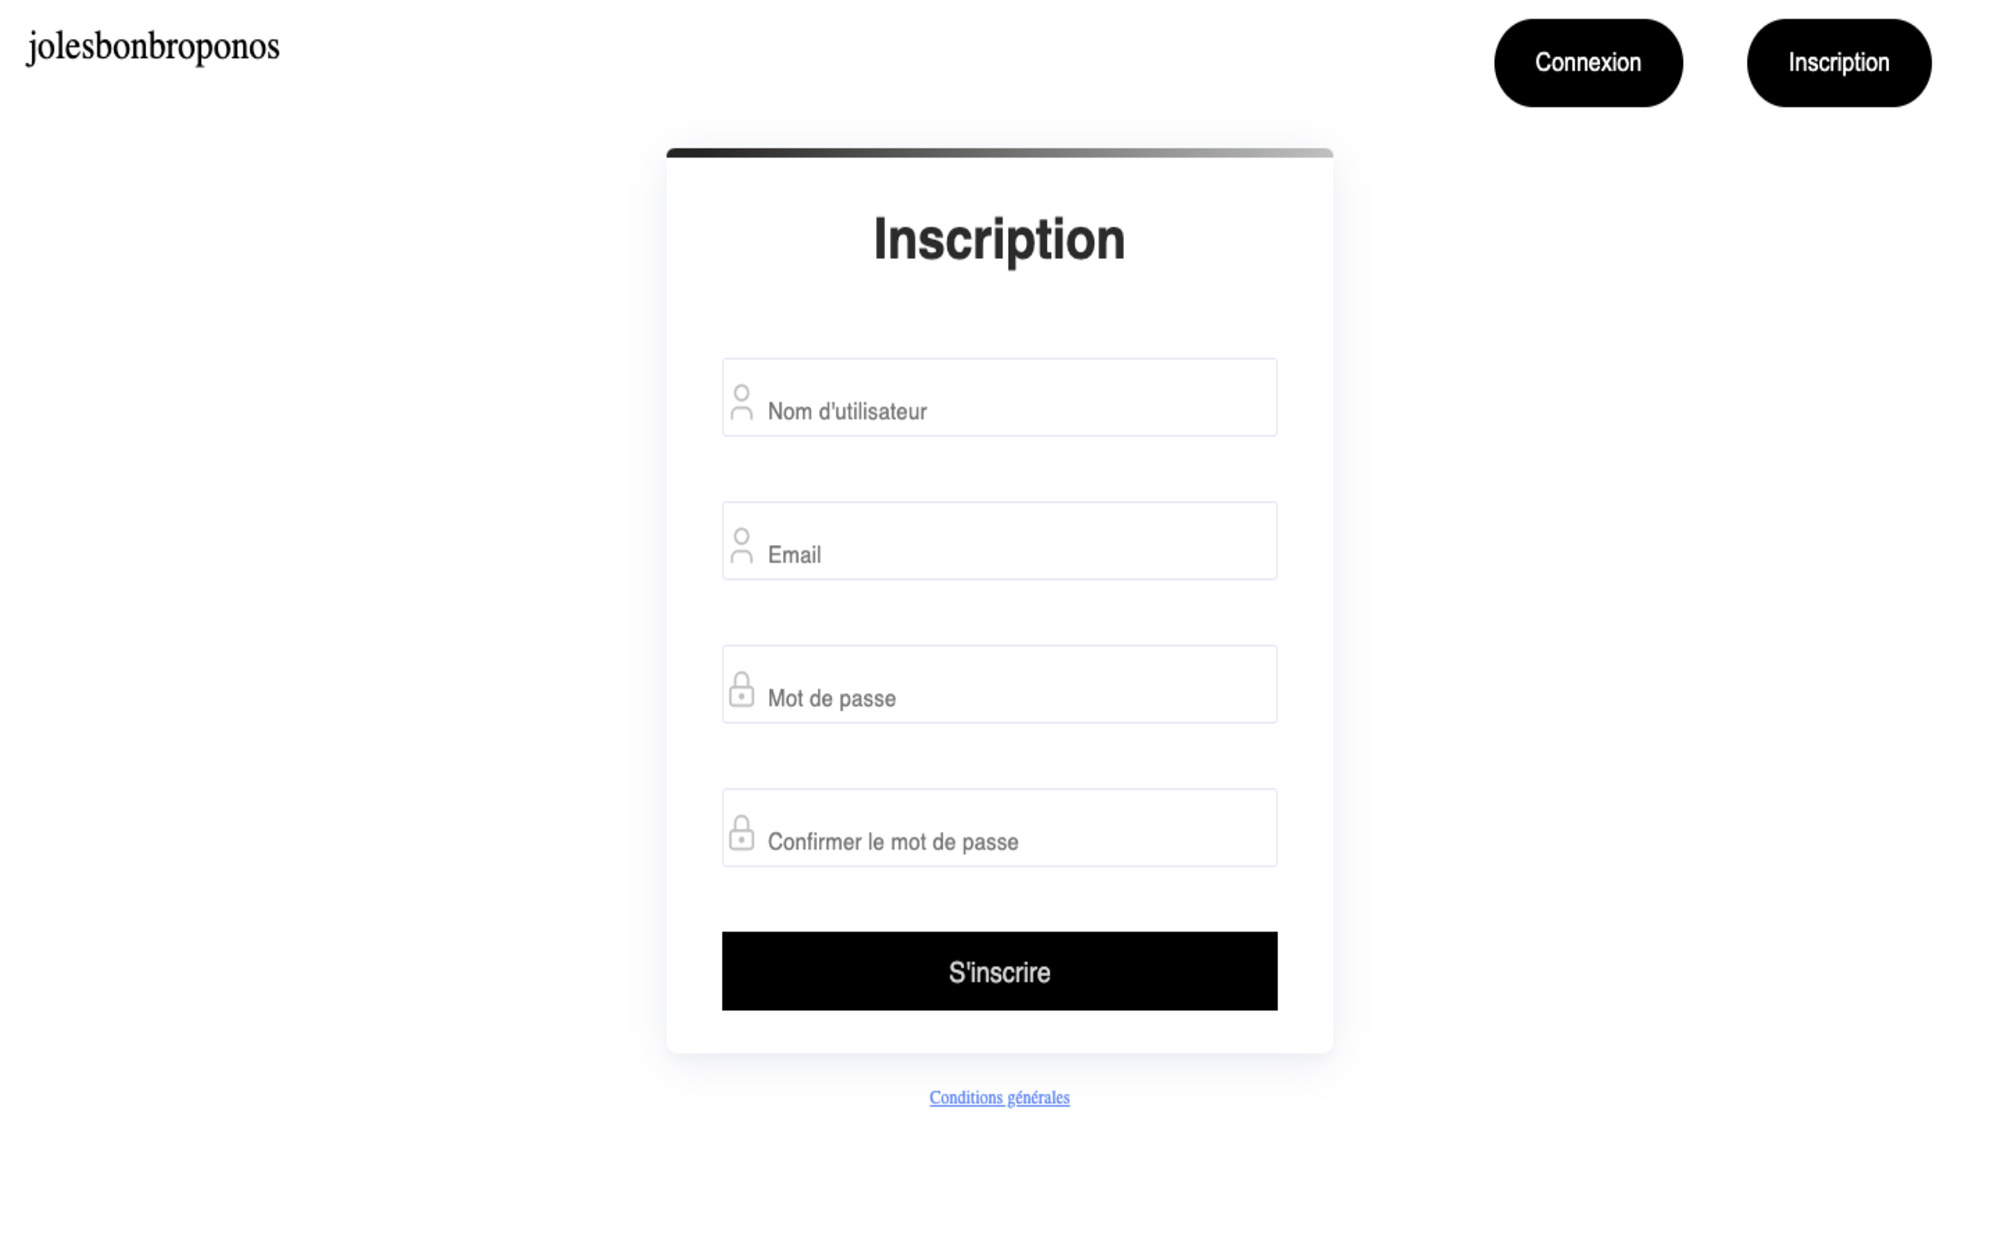 jolesbonbroponos
Connexion
Inscription
Inscription
Nom d'utilisateur
Email
Mot de passe
Confirmer le mot de passe
S'inscrire
Conditions générales